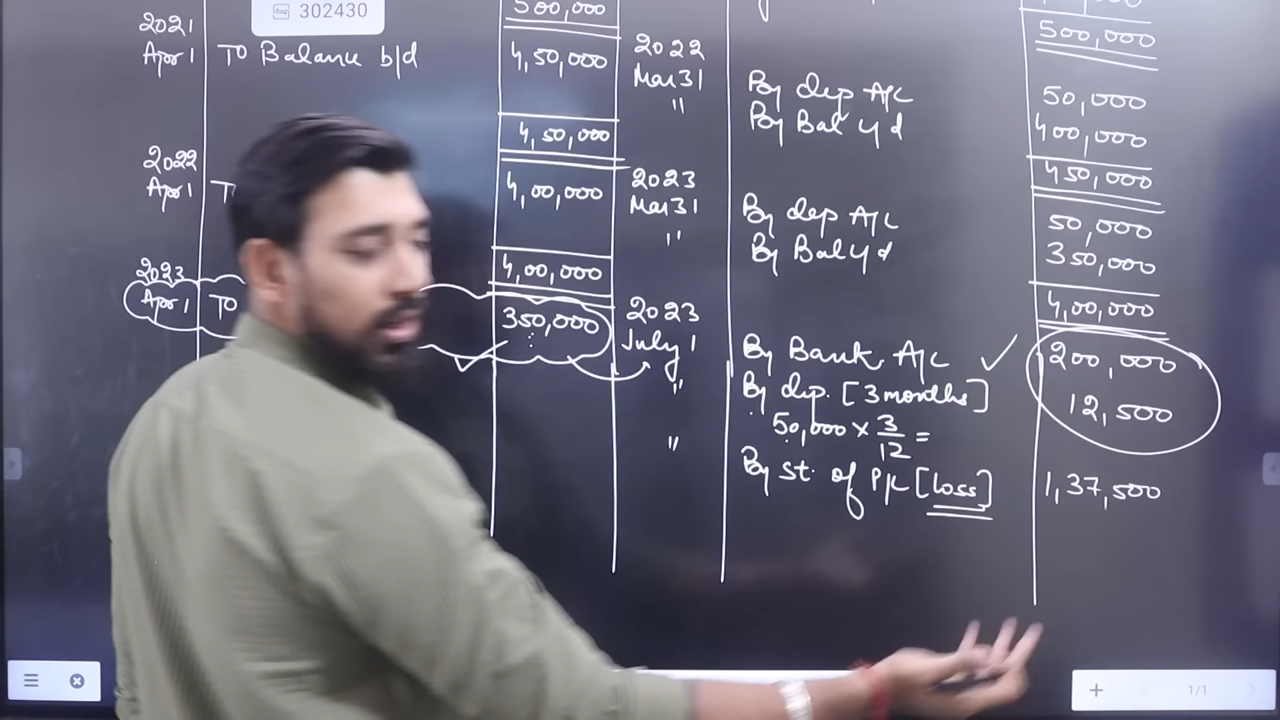 302430
500,000
500,000
2021
Apr 1 To Balance b/d 4,50,000 2022
Mar 31 By dep A/c 50,000
" By Bal c/d 400,000
4,50,000 450,000
2022
Apr 1 T 4,00,000 2023
Mar 31 By dep A/c 50,000
" By Bal c/d 350,000
4,00,000 4,00,000
2023
Apr 1 To 350,000 2023
July 1 By Bank A/c ✓ 200,000
" By dep. [3 months] 12,500
50,000 × 3/12 =
" By st. of P/L [loss] 1,37,500
1/1